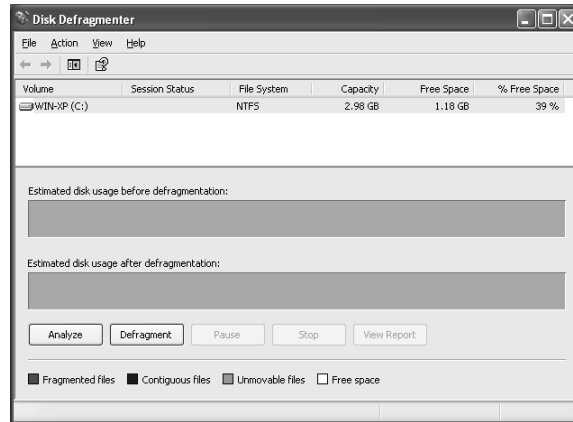 Disk Defragmenter
File Action View Help
Volume Session Status File System Capacity Free Space % Free Space
WIN-XP (C:) NTFS 2.98 GB 1.18 GB 39 %
Estimated disk usage before defragmentation:
Estimated disk usage after defragmentation:
Analyze Defragment Pause Stop View Report
Fragmented files Contiguous files Unmovable files Free space